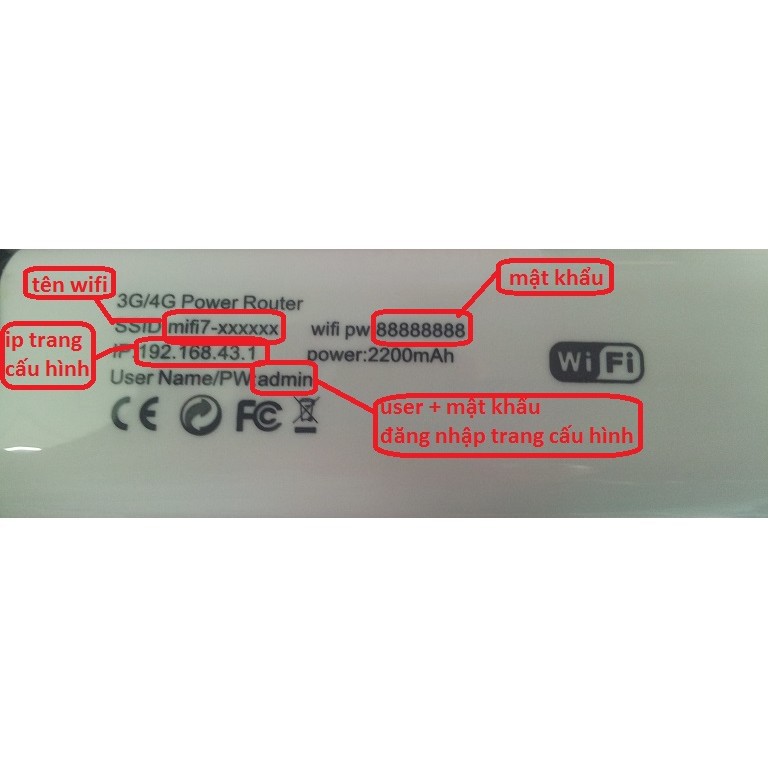 tên wifi
mật khẩu
3G/4G Power Router
SSID:mifi7-xxxxxx wifi pw:88888888
ip trang
cấu hình
IP:192.168.43.1 power:2200mAh
User Name/PW:admin
WiFi
CE FC
user + mật khẩu
đăng nhập trang cấu hình